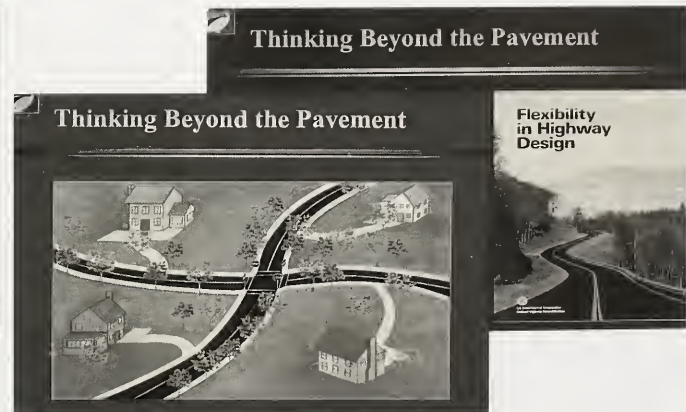 Thinking Beyond the Pavement
Thinking Beyond the Pavement
Flexibility
in Highway
Design